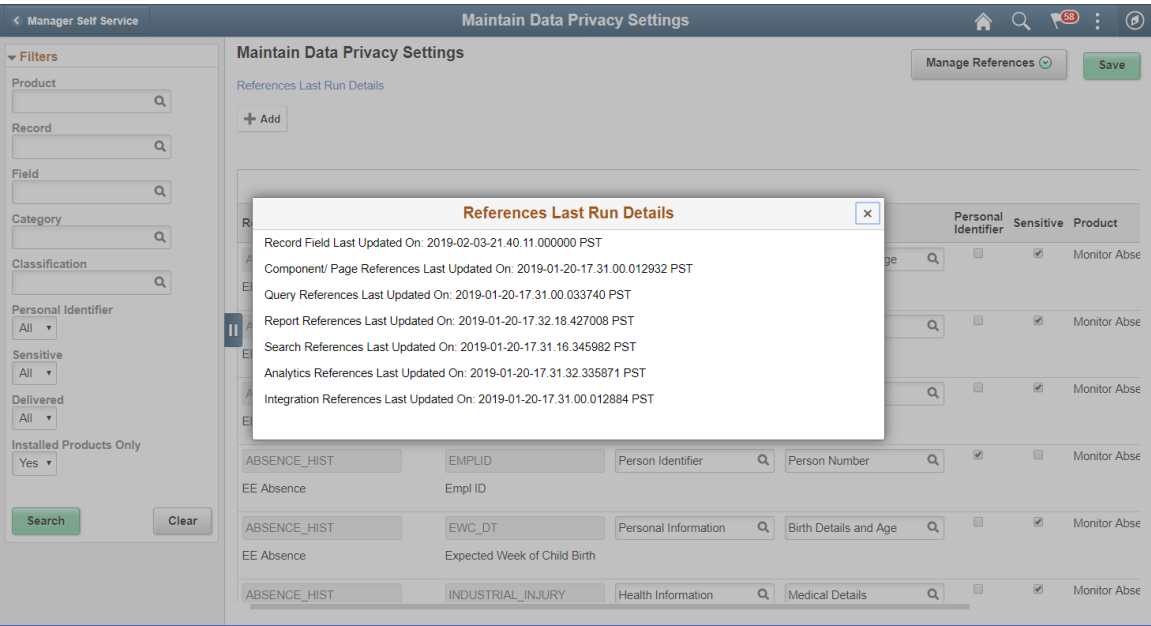 Manager Self Service
Maintain Data Privacy Settings
58
Filters
Product
Record
Field
Category
Classification
Personal Identifier
All
Sensitive
All
Delivered
All
Installed Products Only
Yes
Search
Clear
Maintain Data Privacy Settings
Manage References
Save
References Last Run Details
Add
Personal Identifier
Sensitive
Product
References Last Run Details
Record Field Last Updated On: 2019-02-03-21.40.11.000000 PST
Component/ Page References Last Updated On: 2019-01-20-17.31.00.012932 PST
Query References Last Updated On: 2019-01-20-17.31.00.033740 PST
Report References Last Updated On: 2019-01-20-17.32.18.427008 PST
Search References Last Updated On: 2019-01-20-17.31.16.345982 PST
Analytics References Last Updated On: 2019-01-20-17.31.32.335871 PST
Integration References Last Updated On: 2019-01-20-17.31.00.012884 PST
Monitor Abse
Monitor Abse
Monitor Abse
ABSENCE_HIST EMPLID Person Identifier Person Number Monitor Abse
EE Absence Empl ID
ABSENCE_HIST EWC_DT Personal Information Birth Details and Age Monitor Abse
EE Absence Expected Week of Child Birth
ABSENCE_HIST INDUSTRIAL_INJURY Health Information Medical Details Monitor Abse